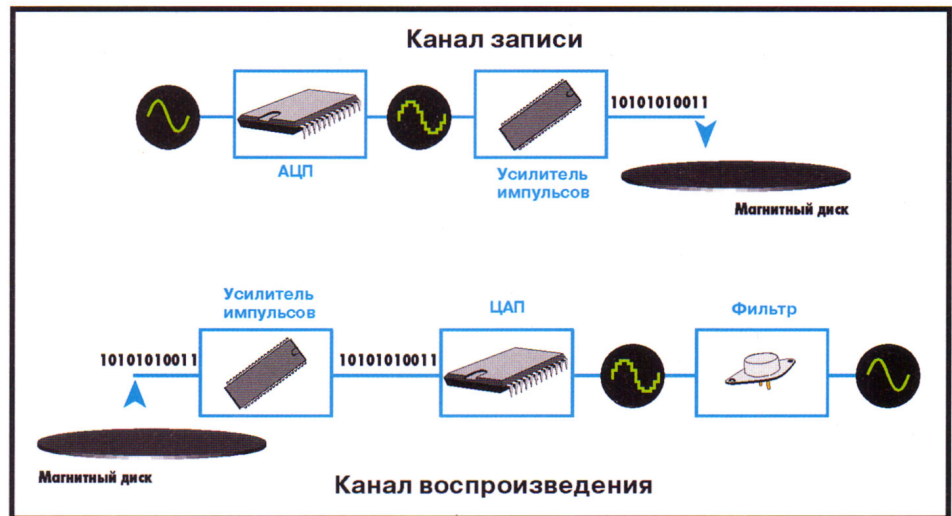 Канал записи
10101010011
АЦП
Усилитель
импульсов
Магнитный диск
Усилитель
импульсов
ЦАП
Фильтр
10101010011
10101010011
Магнитный диск
Канал воспроизведения